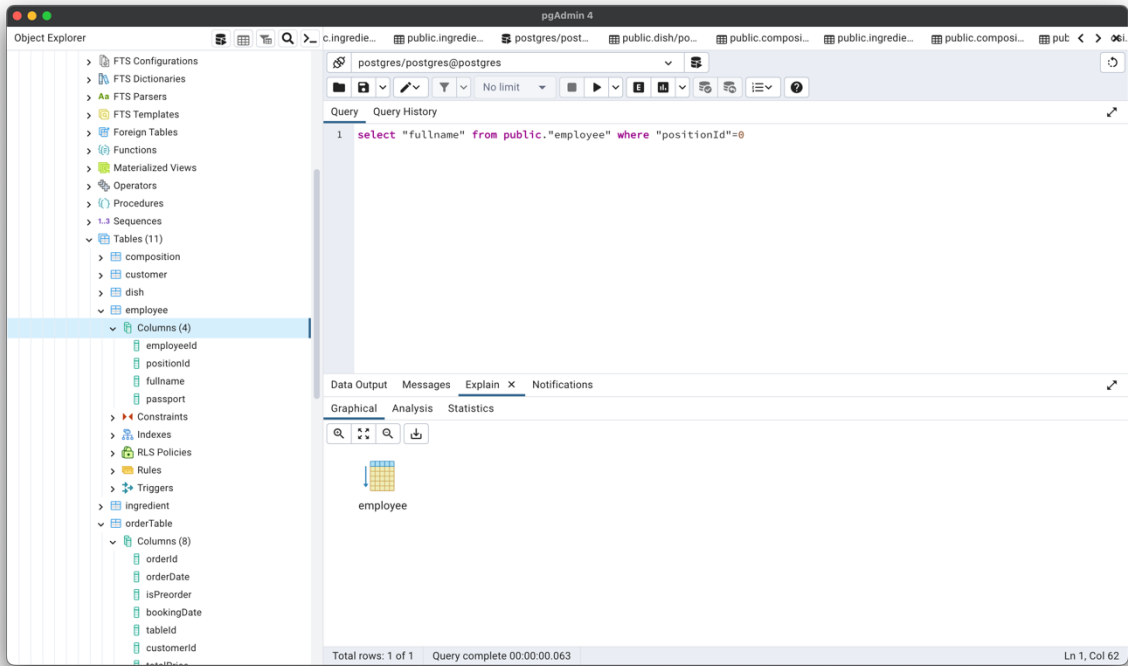 pgAdmin 4
Object Explorer
c.ingredie... public.ingredie... postgres/post... public.dish/po... public.composi... public.ingredie... public.composi... pub
FTS Configurations
FTS Dictionaries
Aa FTS Parsers
FTS Templates
Foreign Tables
Functions
Materialized Views
Operators
Procedures
1..3 Sequences
Tables (11)
composition
customer
dish
employee
Columns (4)
employeeId
positionId
fullname
passport
Constraints
Indexes
RLS Policies
Rules
Triggers
ingredient
orderTable
Columns (8)
orderId
orderDate
isPreorder
bookingDate
tableId
customerId
postgres/postgres@postgres
No limit
E
Query Query History
1 select "fullname" from public."employee" where "positionId"=0
Data Output Messages Explain Notifications
Graphical Analysis Statistics
employee
Total rows: 1 of 1 Query complete 00:00:00.063 Ln 1, Col 62